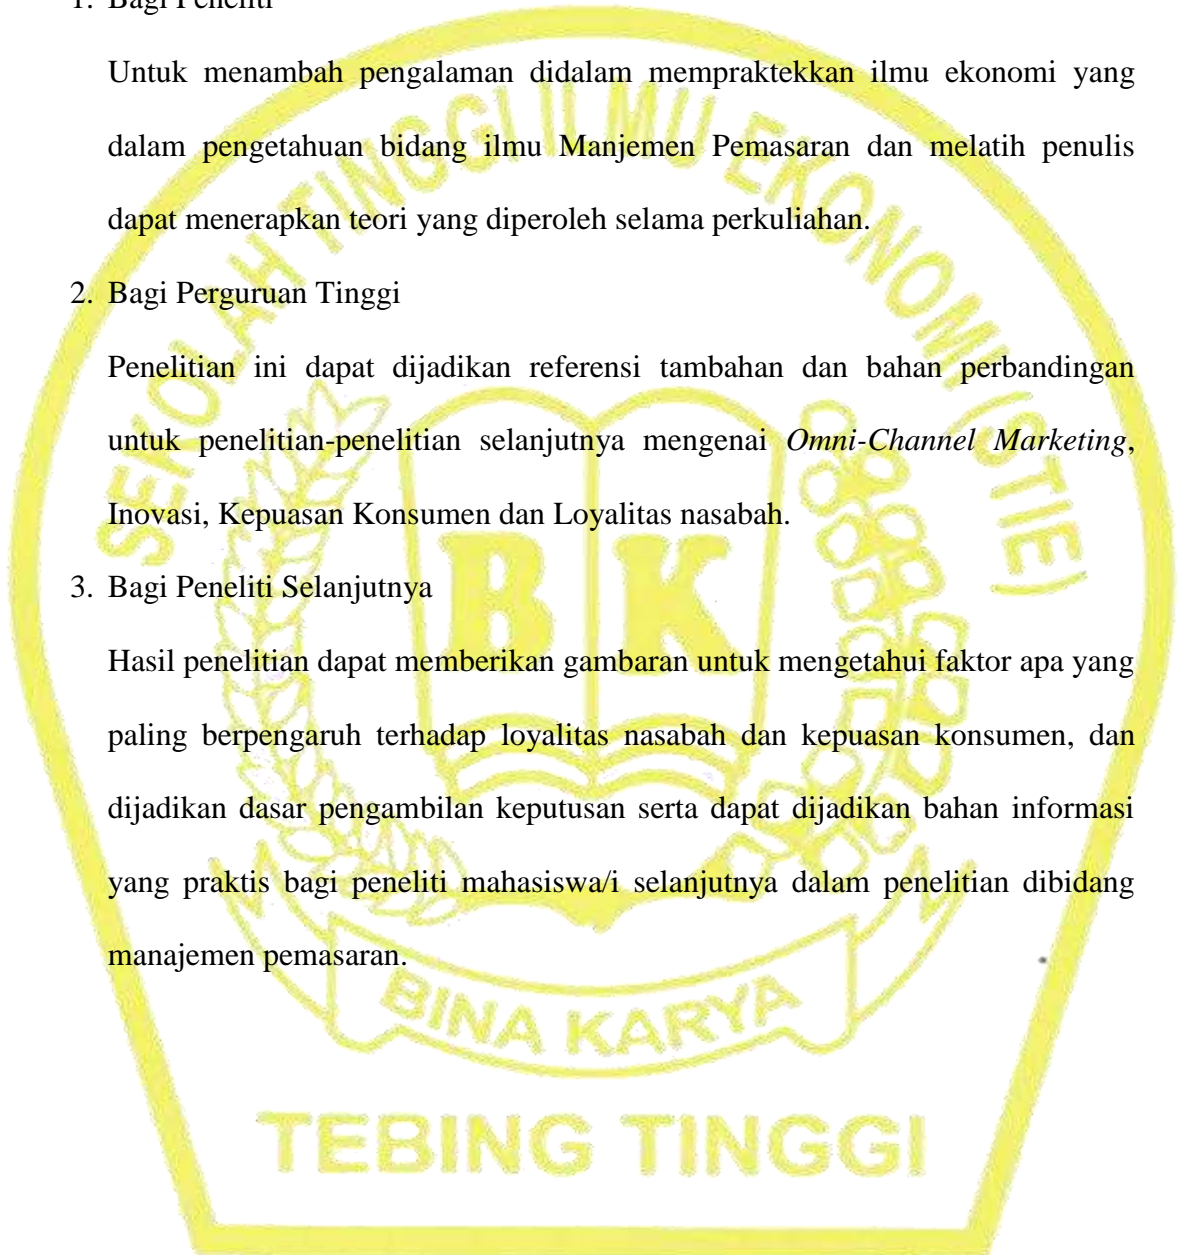 1. Bagi Peneliti
Untuk menambah pengalaman didalam mempraktekkan ilmu ekonomi yang
dalam pengetahuan bidang ilmu Manjemen Pemasaran dan melatih penulis
dapat menerapkan teori yang diperoleh selama perkuliahan.
2. Bagi Perguruan Tinggi
Penelitian ini dapat dijadikan referensi tambahan dan bahan perbandingan
untuk penelitian-penelitian selanjutnya mengenai Omni-Channel Marketing,
Inovasi, Kepuasan Konsumen dan Loyalitas nasabah.
3. Bagi Peneliti Selanjutnya
Hasil penelitian dapat memberikan gambaran untuk mengetahui faktor apa yang
paling berpengaruh terhadap loyalitas nasabah dan kepuasan konsumen, dan
dijadikan dasar pengambilan keputusan serta dapat dijadikan bahan informasi
yang praktis bagi peneliti mahasiswa/i selanjutnya dalam penelitian dibidang
manajemen pemasaran.
SEKOLAH TINGGI ILMU EKONOMI (STIE)
BK
BINA KARYA
TEBING TINGGI